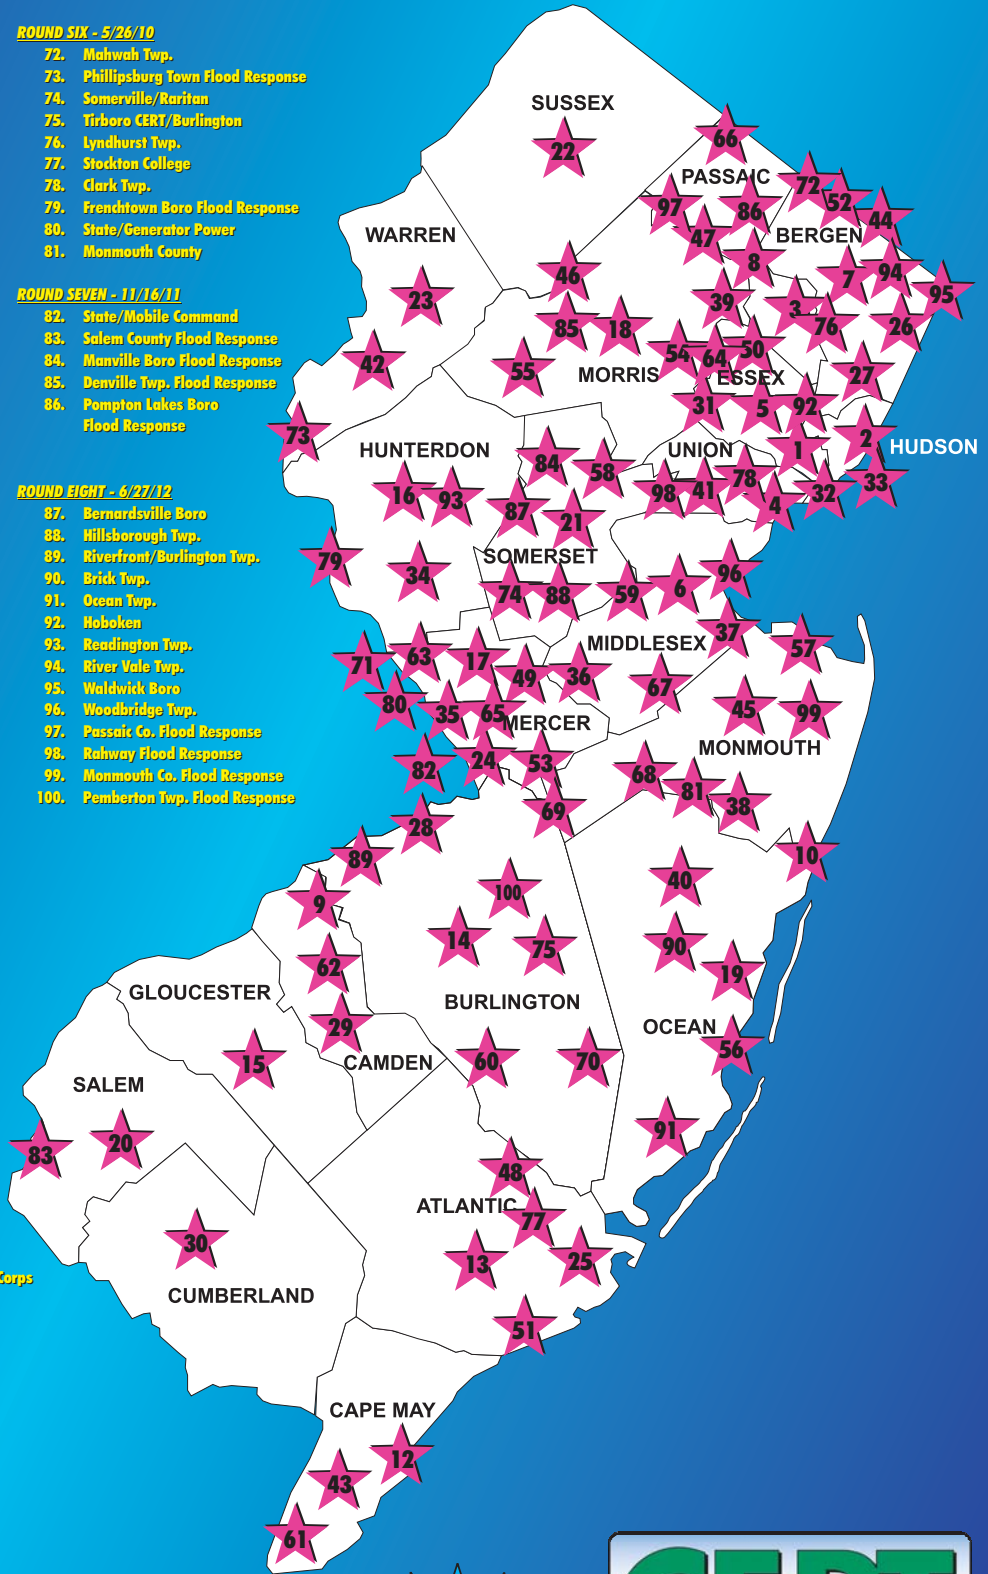 ROUND SIX - 5/26/10
72. Mahwah Twp.
73. Phillipsburg Town Flood Response
74. Somerville/Raritan
75. Tirboro CERT/Burlington
76. Lyndhurst Twp.
77. Stockton College
78. Clark Twp.
79. Frenchtown Boro Flood Response
80. State/Generator Power
81. Monmouth County
ROUND SEVEN - 11/16/11
82. State/Mobile Command
83. Salem County Flood Response
84. Manville Boro Flood Response
85. Denville Twp. Flood Response
86. Pompton Lakes Boro
Flood Response
ROUND EIGHT - 6/27/12
87. Bernardsville Boro
88. Hillsborough Twp.
89. Riverfront/Burlington Twp.
90. Brick Twp.
91. Ocean Twp.
92. Hoboken
93. Readington Twp.
94. River Vale Twp.
95. Waldwick Boro
96. Woodbridge Twp.
97. Passaic Co. Flood Response
98. Rahway Flood Response
99. Monmouth Co. Flood Response
100. Pemberton Twp. Flood Response
Corps
SUSSEX
22
66
PASSAIC
72
52
97
86
44
47
BERGEN
WARREN
8
46
7
94
23
39
3
95
85
18
76
26
54
64
50
42
55
MORRIS
ESSEX
27
31
5
92
73
HUNTERDON
UNION
1
2
HUDSON
84
58
78
33
16
93
98
41
32
87
21
4
79
SOMERSET
34
96
74
88
59
6
37
MIDDLESEX
57
71
63
17
49
36
67
80
35
65
MERCER
45
99
MONMOUTH
82
24
53
68
81
38
69
28
89
10
9
100
40
14
75
90
62
19
GLOUCESTER
BURLINGTON
29
OCEAN
56
15
CAMDEN
60
70
SALEM
91
83
20
48
ATLANTIC
77
30
13
25
CUMBERLAND
51
CAPE MAY
12
43
61
CERT